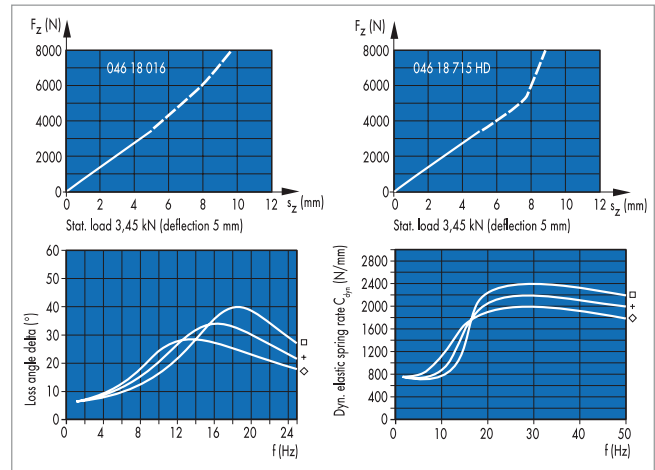 F_z (N)
8000
6000
4000
2000
0
046 18 016
0 2 4 6 8 10 12
s_z (mm)
Stat. load 3,45 kN (deflection 5 mm)
F_z (N)
8000
6000
4000
2000
0
046 18 715 HD
0 2 4 6 8 10 12
s_z (mm)
Stat. load 3,45 kN (deflection 5 mm)
Loss angle delta (°)
60
50
40
30
20
10
0
0 4 8 12 16 20 24
f (Hz)
Dyn. elastic spring rate C_dyn (N/mm)
2800
2400
2000
1600
1200
800
400
0
0 10 20 30 40 50
f (Hz)